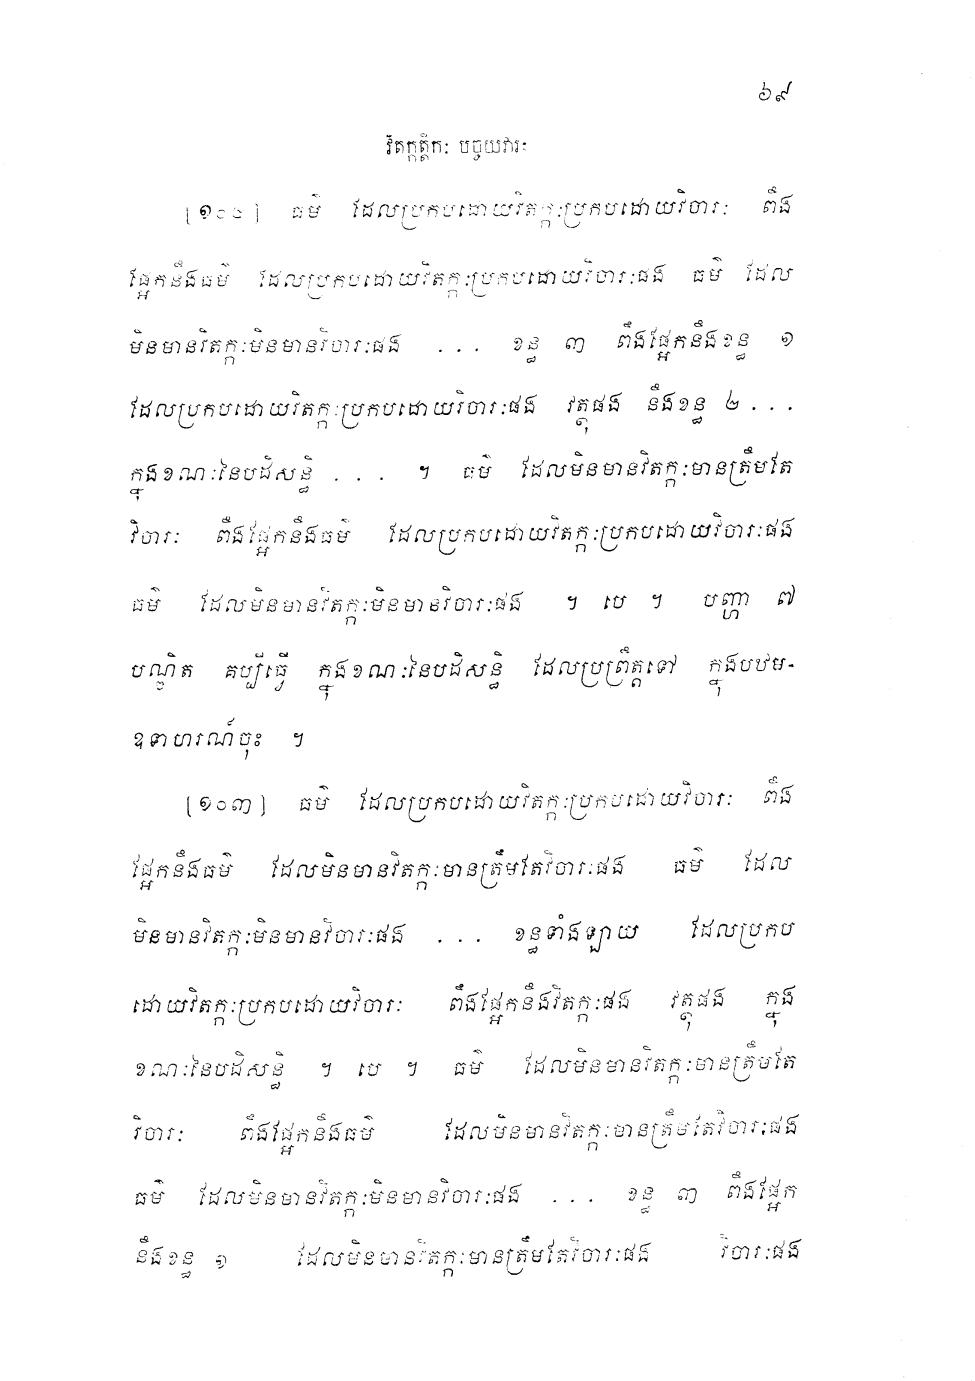 ៦៩
វិតក្កត្តិកៈ បច្ចយវារៈ
[១០៦] ធម៌ ដែលប្រកបដោយវិតក្កៈប្រកបដោយវិចារៈ ពឹង
ផ្អែកនឹងធម៌ ដែលប្រកបដោយវិតក្កៈប្រកបដោយវិចារៈផង ធម៌ ដែល
មិនមានវិតក្កៈមិនមានវិចារៈផង ... ខន្ធ ៣ ពឹងផ្អែកនឹងខន្ធ ១
ដែលប្រកបដោយវិតក្កៈប្រកបដោយវិចារៈផង វត្ថុផង នឹងខន្ធ ២ ...
ក្នុងខណៈនៃបដិសន្ធិ ... ។ ធម៌ ដែលមិនមានវិតក្កៈមានត្រឹមតែ
វិចារៈ ពឹងផ្អែកនឹងធម៌ ដែលប្រកបដោយវិតក្កៈប្រកបដោយវិចារៈផង
ធម៌ ដែលមិនមានវិតក្កៈមិនមានវិចារៈផង ។ បេ ។ បញ្ហា ៧
បណ្ឌិត គប្បីធ្វើ ក្នុងខណៈនៃបដិសន្ធិ ដែលប្រព្រឹត្តទៅ ក្នុងបឋម-
ឧទាហរណ៍ចុះ ។
[១០៣] ធម៌ ដែលប្រកបដោយវិតក្កៈប្រកបដោយវិចារៈ ពឹង
ផ្អែកនឹងធម៌ ដែលមិនមានវិតក្កៈមានត្រឹមតែវិចារៈផង ធម៌ ដែល
មិនមានវិតក្កៈមិនមានវិចារៈផង ... ខន្ធទាំងឡាយ ដែលប្រកប
ដោយវិតក្កៈប្រកបដោយវិចារៈ ពឹងផ្អែកនឹងវិតក្កៈផង វត្ថុផង ក្នុង
ខណៈនៃបដិសន្ធិ ។ បេ ។ ធម៌ ដែលមិនមានវិតក្កៈមានត្រឹមតែ
វិចារៈ ពឹងផ្អែកនឹងធម៌ ដែលមិនមានវិតក្កៈមានត្រឹមតែវិចារៈផង
ធម៌ ដែលមិនមានវិតក្កៈមិនមានវិចារៈផង ... ខន្ធ ៣ ពឹងផ្អែក
នឹងខន្ធ ១ ដែលមិនមានវិតក្កៈមានត្រឹមតែវិចារៈផង វិចារៈផង